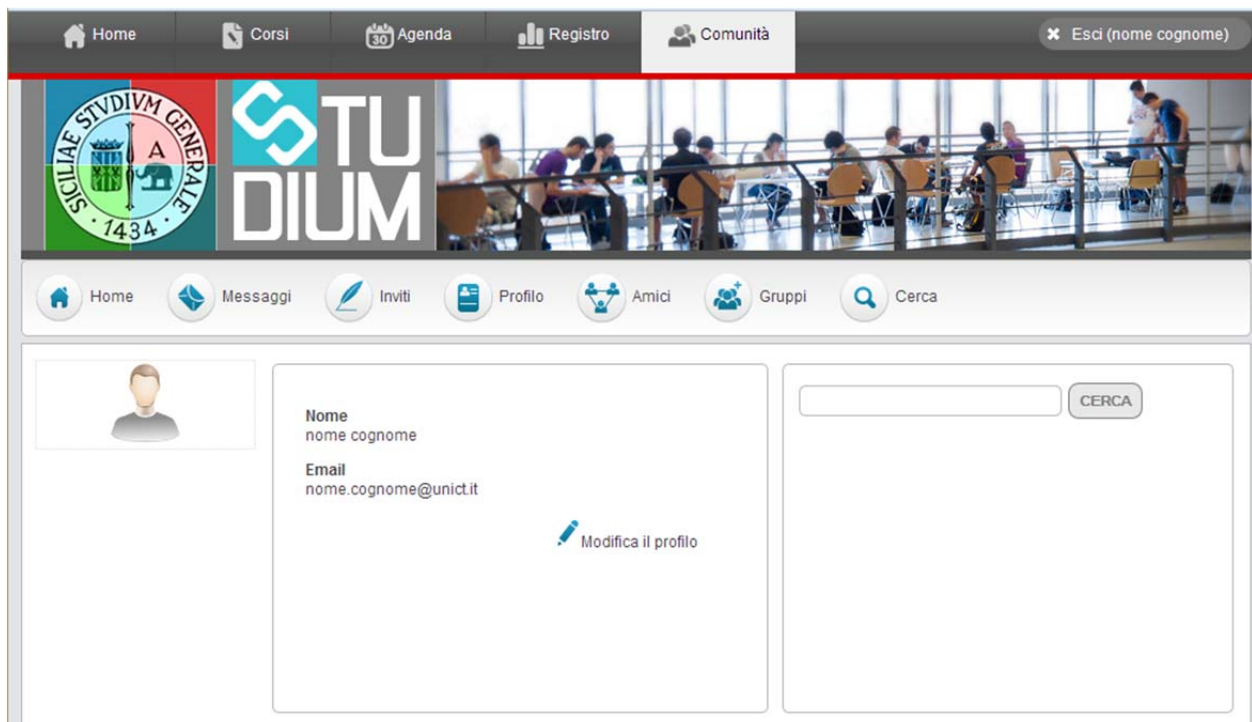 Home
Corsi
30
Agenda
Registro
Comunità
Esci (nome cognome)
SICILIAE STVDIVM GENERALE
1434
A
STU
DIUM
Home
Messaggi
Inviti
Profilo
Amici
Gruppi
Cerca
Nome
nome cognome
Email
nome.cognome@unict.it
Modifica il profilo
CERCA